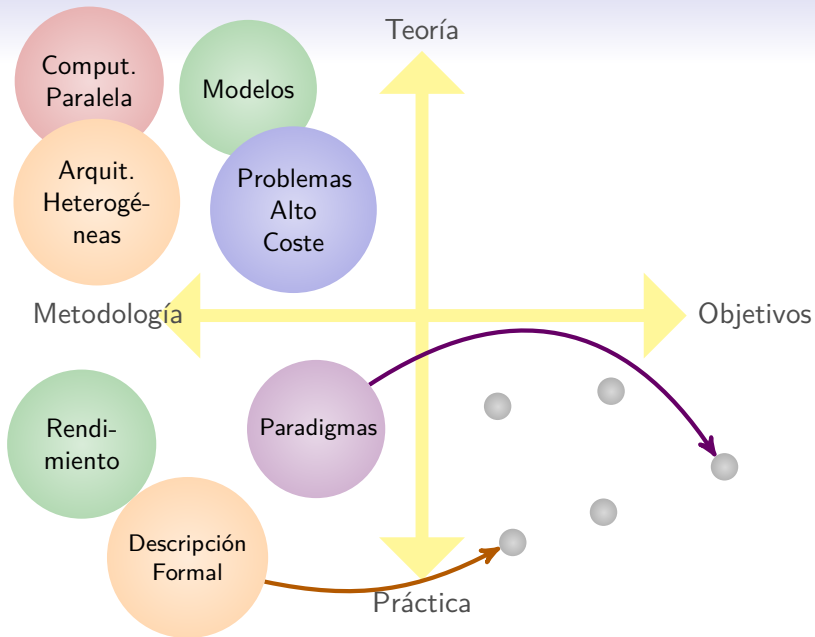 Teoría
Comput.
Paralela
Modelos
Arquit.
Heterogé-
neas
Problemas
Alto
Coste
Metodología
Objetivos
Rendi-
miento
Paradigmas
Descripción
Formal
Práctica